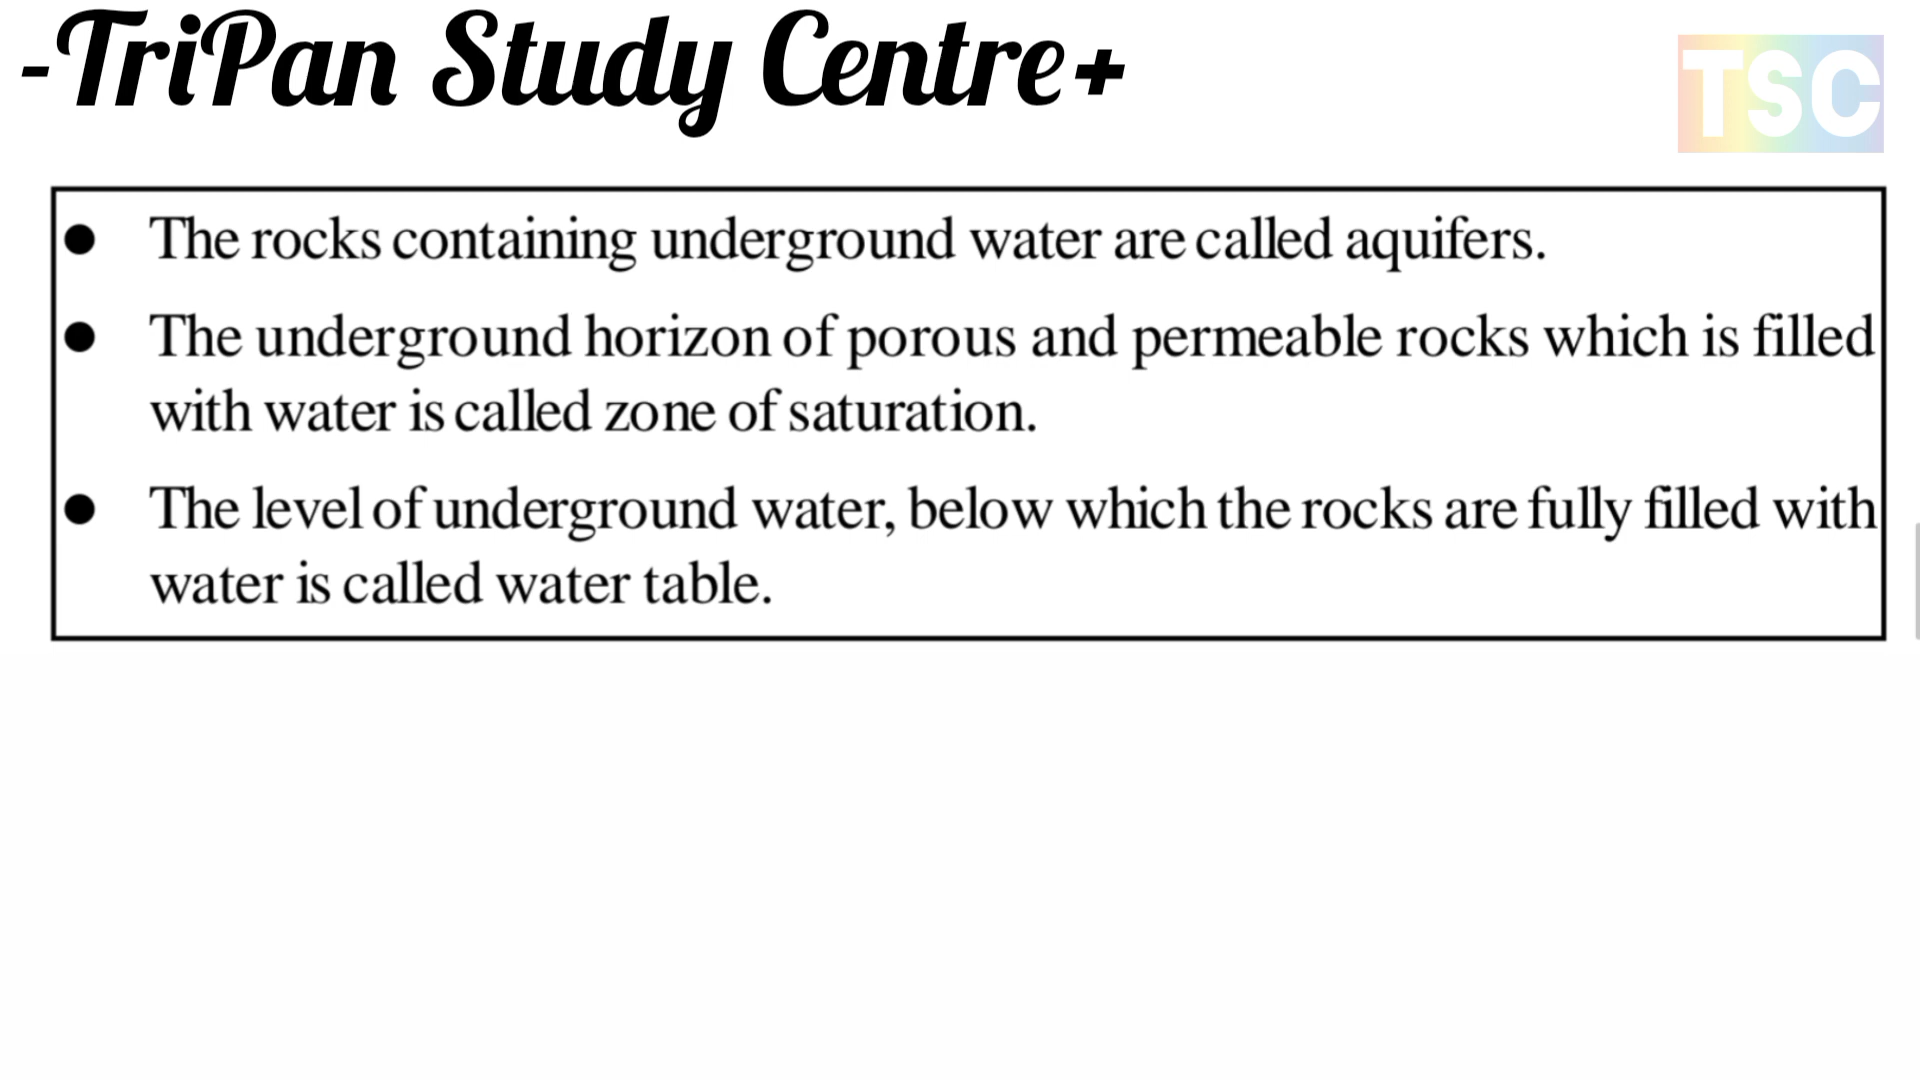 -TriPan Study Centre+
TSC
● The rocks containing underground water are called aquifers.
● The underground horizon of porous and permeable rocks which is filled
with water is called zone of saturation.
● The level of underground water, below which the rocks are fully filled with
water is called water table.